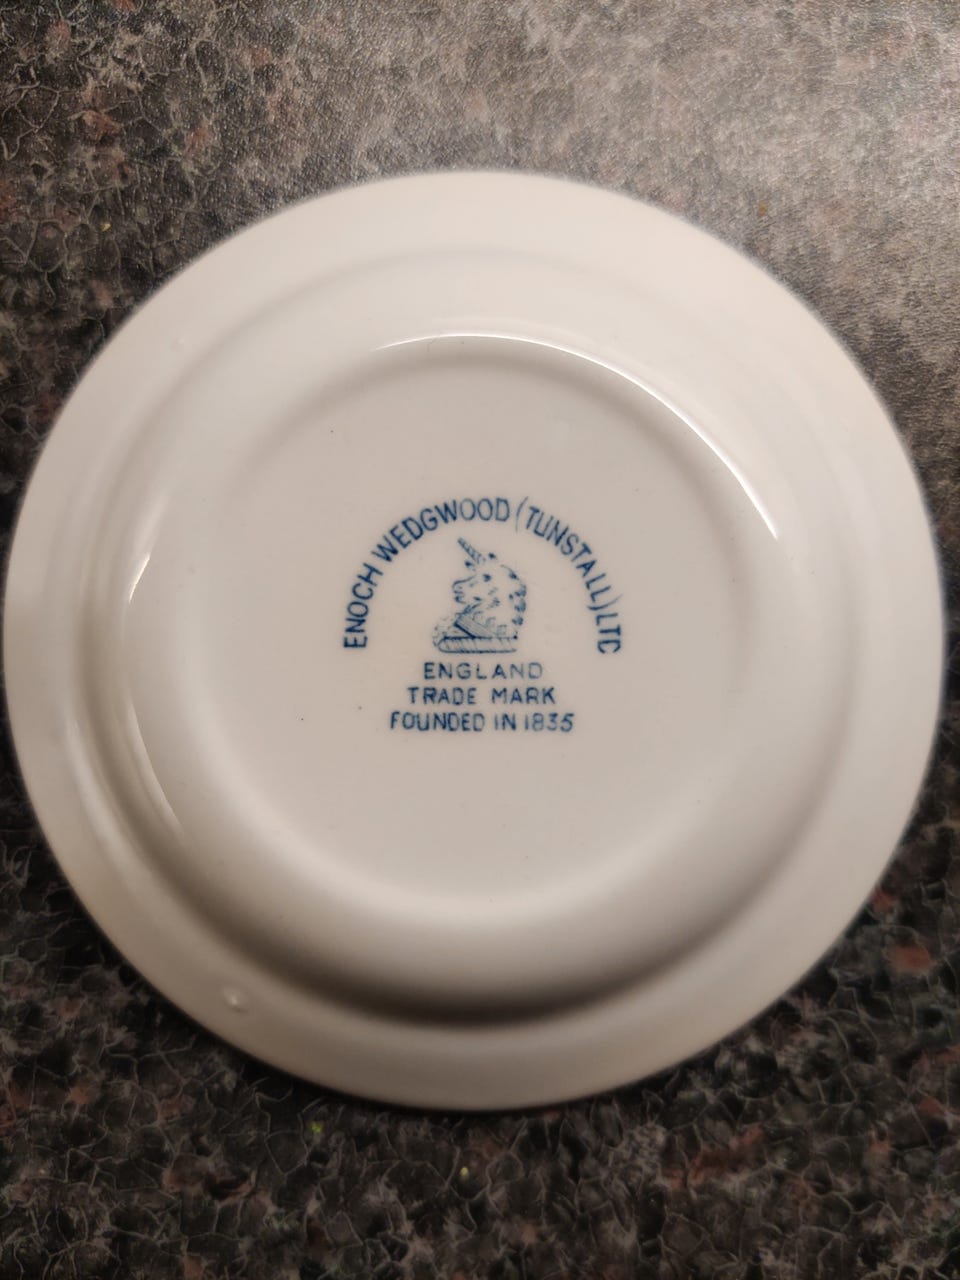 ENOCH WEDGWOOD (TUNSTALL) LTD
ENGLAND
TRADE MARK
FOUNDED IN 1835